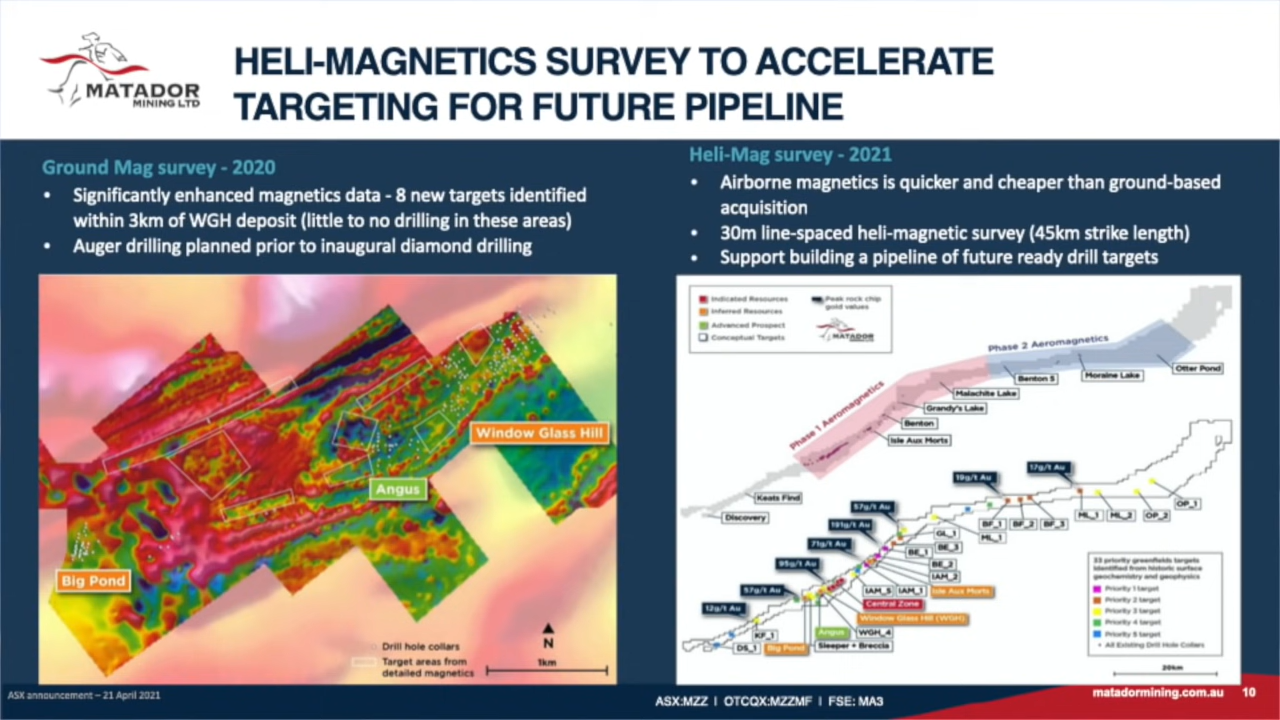 MATADOR
MINING LTD
HELI-MAGNETICS SURVEY TO ACCELERATE
TARGETING FOR FUTURE PIPELINE
Ground Mag survey - 2020
• Significantly enhanced magnetics data - 8 new targets identified
within 3km of WGH deposit (little to no drilling in these areas)
• Auger drilling planned prior to inaugural diamond drilling
Window Glass Hill
Angus
Big Pond
N
Drill hole collars
Target areas from
detailed magnetics
1km
Heli-Mag survey - 2021
• Airborne magnetics is quicker and cheaper than ground-based
acquisition
• 30m line-spaced heli-magnetic survey (45km strike length)
• Support building a pipeline of future ready drill targets
Indicated Resources
Inferred Resources
Advanced Prospect
Conceptual Targets
Peak rock chip
gold values
MATADOR
Phase 2 Aeromagnetics
Phase 1 Aeromagnetics
Otter Pond
Moraine Lake
Benton 5
Malachite Lake
Grandy's Lake
Benton
Isle Aux Morts
Keats Find
Discovery
17g/t Au
19g/t Au
57g/t Au
191g/t Au
71g/t Au
95g/t Au
57g/t Au
12g/t Au
OP_1
OP_2
ML_2
ML_1
BF_3
BF_2
BF_1
ML_1
GL_1
BE_3
BE_1
BE_2
IAM_2
IAM_5
IAM_1
Isle Aux Morts
Central Zone
Window Glass Hill (WGH)
Angus
WGH_4
KF_1
DS_1
Big Pond
Sleeper + Breccia
33 priority greenfields targets
identified from historic surface
geochemistry and geophysics
Priority 1 target
Priority 2 target
Priority 3 target
Priority 4 target
Priority 5 target
• All Existing Drill Hole Collars
20km
ASX announcement – 21 April 2021
ASX:MZZ | OTCQX:MZZMF | FSE: MA3
matadormining.com.au 10